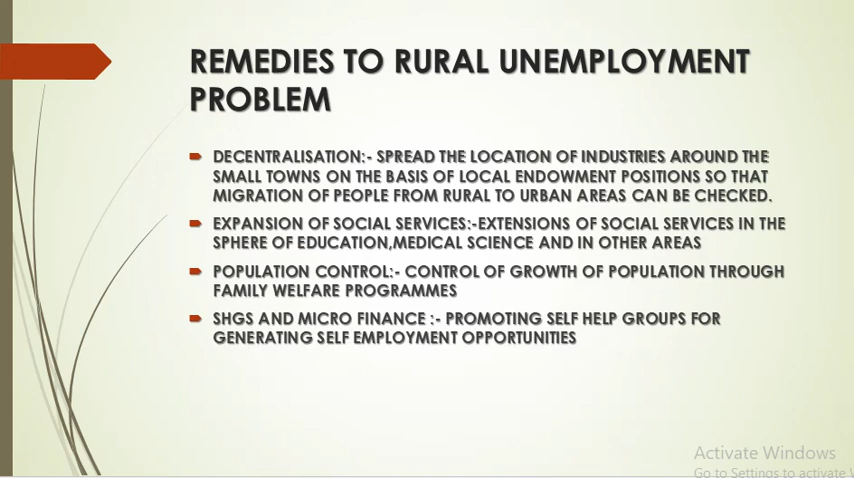 REMEDIES TO RURAL UNEMPLOYMENT
PROBLEM
DECENTRALISATION:- SPREAD THE LOCATION OF INDUSTRIES AROUND THE
SMALL TOWNS ON THE BASIS OF LOCAL ENDOWMENT POSITIONS SO THAT
MIGRATION OF PEOPLE FROM RURAL TO URBAN AREAS CAN BE CHECKED.
EXPANSION OF SOCIAL SERVICES:-EXTENSIONS OF SOCIAL SERVICES IN THE
SPHERE OF EDUCATION,MEDICAL SCIENCE AND IN OTHER AREAS
POPULATION CONTROL:- CONTROL OF GROWTH OF POPULATION THROUGH
FAMILY WELFARE PROGRAMMES
SHGS AND MICRO FINANCE :- PROMOTING SELF HELP GROUPS FOR
GENERATING SELF EMPLOYMENT OPPORTUNITIES
Activate Windows
Go to Settings to activate W